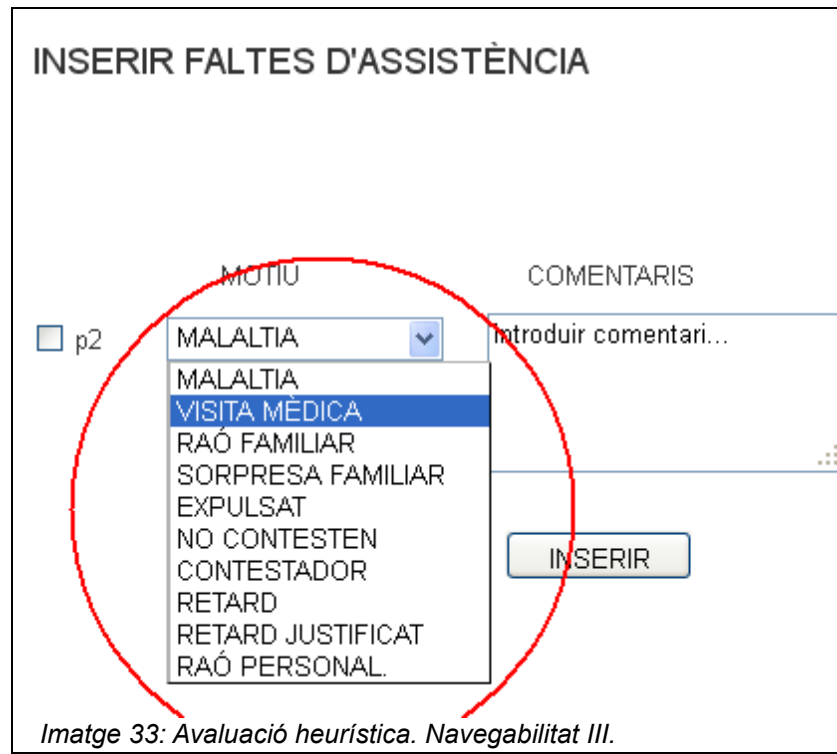 INSERIR FALTES D'ASSISTÈNCIA
MOTIU COMENTARIS
p2 MALALTIA introduir comentari...
MALALTIA
VISITA MÈDICA
RAÓ FAMILIAR
SORPRESA FAMILIAR
EXPULSAT
NO CONTESTEN
CONTESTADOR
RETARD
RETARD JUSTIFICAT
RAÓ PERSONAL.
INSERIR
Imatge 33: Avaluació heurística. Navegabilitat III.